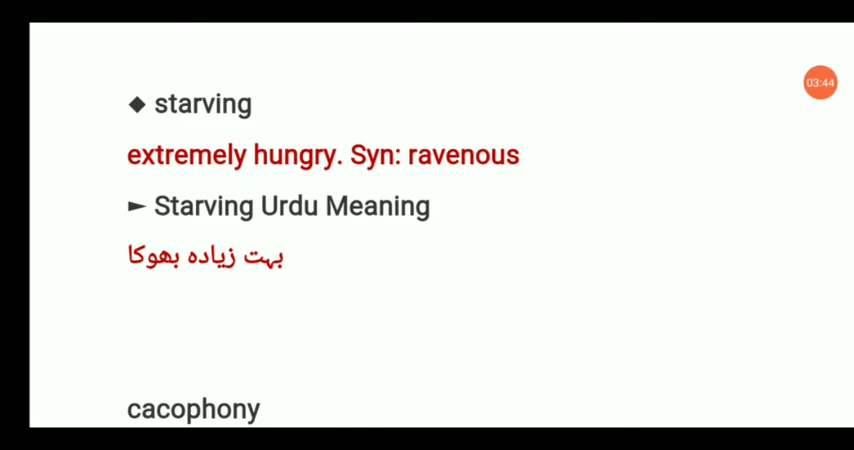 ◆ starving
03:44
extremely hungry. Syn: ravenous
► Starving Urdu Meaning
بہت زیادہ بھوکا
cacophony